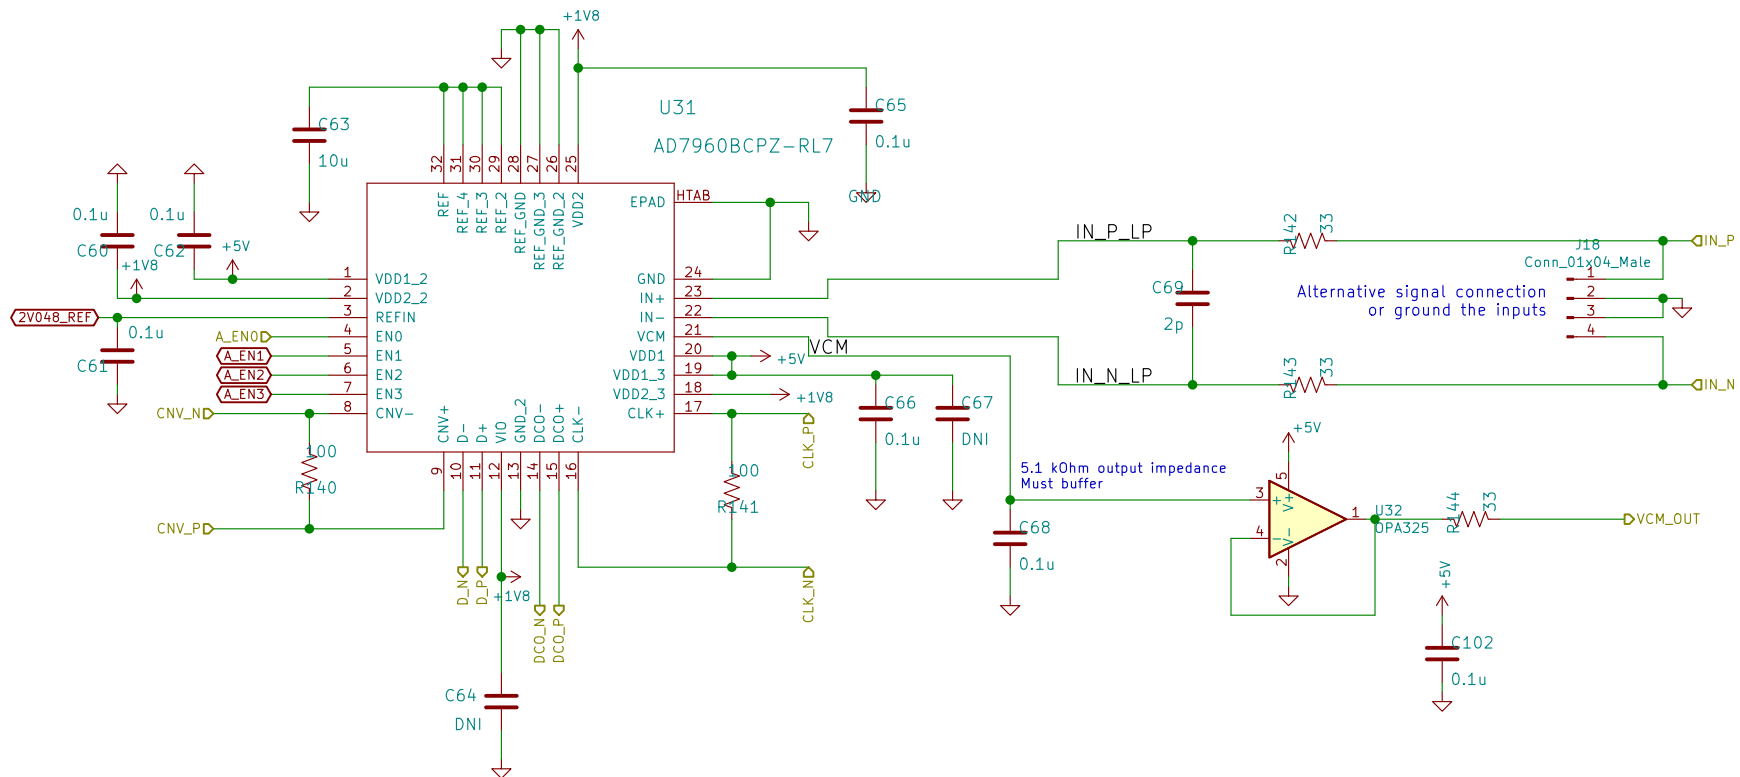 +1V8
U31
AD7960BCPZ-RL7
C63
10u
C65
0.1u
GND
32
31
30
29
28
27
26
25
REF
REF_4
REF_3
REF_2
REF_GND
REF_GND_3
REF_GND_2
VDD2
HTAB
EPAD
0.1u
C60
0.1u
C62
+1V8
+5V
1
VDD1_2
2
VDD2_2
3
REFIN
4
EN0
5
EN1
6
EN2
7
EN3
8
CNV-
2V048_REF
0.1u
C61
A_EN0
A_EN1
A_EN2
A_EN3
CNV_N
CNV_P
100
R140
24
GND
23
IN+
22
IN-
21
VCM
20
VDD1
19
VDD1_3
18
VDD2_3
17
CLK+
VCM
+5V
+1V8
CNV+
D-
D+
VIO
GND_2
DCO-
DCO+
CLK-
9
10
11
12
13
14
15
16
D_N
D_P
+1V8
DCO_N
DCO_P
C64
DNI
CLK_P
100
R141
CLK_N
C66
0.1u
C67
DNI
IN_P_LP
IN_N_LP
C69
2p
R142
33
R143
33
J18
Conn_01x04_Male
1
2
3
4
Alternative signal connection
or ground the inputs
IN_P
IN_N
5.1 kOhm output impedance
Must buffer
C68
0.1u
+5V
3
4
5
2
1
+
-
V+
V-
U32
OPA325
R144
33
VCM_OUT
+5V
C102
0.1u